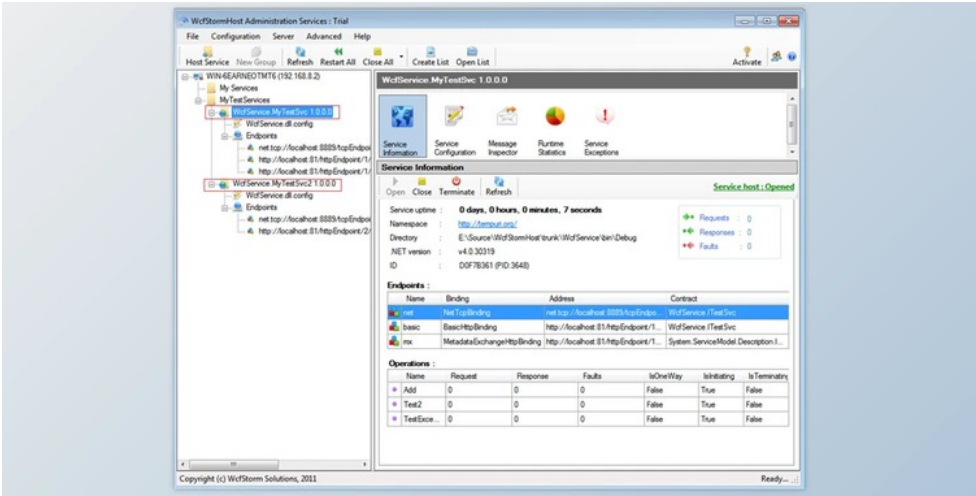 WcfStormHost Administration Services : Trial
File Configuration Server Advanced Help
Host Service New Group Refresh Restart All Close All Create List Open List Activate
WIN-6EARNEOTMT6 (192.168.8.2)
My Services
MyTestServices
WcfService.MyTestSvc 1.0.0.0
WcfService.dll.config
Endpoints
net.tcp://localhost:8889/tcpEndpoi
http://localhost:81/httpEndpoint/1/
http://localhost:81/httpEndpoint/1/
WcfService.MyTestSvc2 1.0.0.0
WcfService.dll.config
Endpoints
net.tcp://localhost:8889/tcpEndpoi
http://localhost:81/httpEndpoint/2/
WcfService.MyTestSvc 1.0.0.0
Service Information
Service Configuration
Message Inspector
Runtime Statistics
Service Exceptions
Service Information
Open Close Terminate Refresh
Service host : Opened
Service uptime : 0 days, 0 hours, 0 minutes, 7 seconds
Namespace : http://tempuri.org/
Directory : E:\Source\WcfStormHost\trunk\WcfService\bin\Debug
.NET version : v4.0.30319
ID : D0F7B361 (PID:3648)
Requests : 0
Responses : 0
Faults : 0
Endpoints :
Name Binding Address Contract
net NetTcpBinding net.tcp://localhost:8889/tcpEndpo... WcfService.ITestSvc
basic BasicHttpBinding http://localhost:81/httpEndpoint/1... WcfService.ITestSvc
mx MetadataExchangeHttpBinding http://localhost:81/httpEndpoint/1... System.ServiceModel.Description.I...
Operations :
Name Request Response Faults IsOneWay IsInitiating IsTerminating
Add 0 0 0 False True False
Test2 0 0 0 False True False
TestExce... 0 0 0 False True False
Copyright (c) WcfStorm Solutions, 2011
Ready...